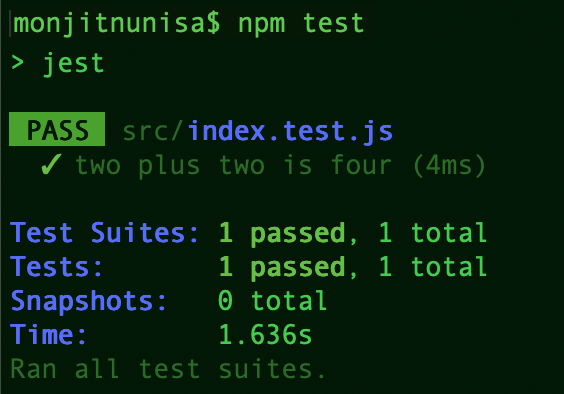 monjitnunisa$ npm test
> jest
PASS src/index.test.js
✓ two plus two is four (4ms)
Test Suites: 1 passed, 1 total
Tests: 1 passed, 1 total
Snapshots: 0 total
Time: 1.636s
Ran all test suites.